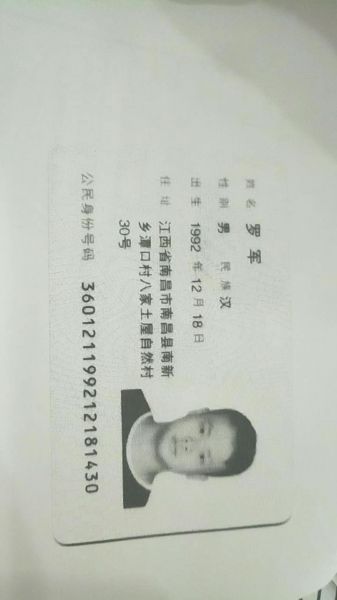 姓名 罗军
性别 男 民族 汉
出生 1992 年 12 月 18 日
住址 江西省南昌市南昌县南新
乡潭口村八家土屋自然村
30号
公民身份号码 360121199212181430